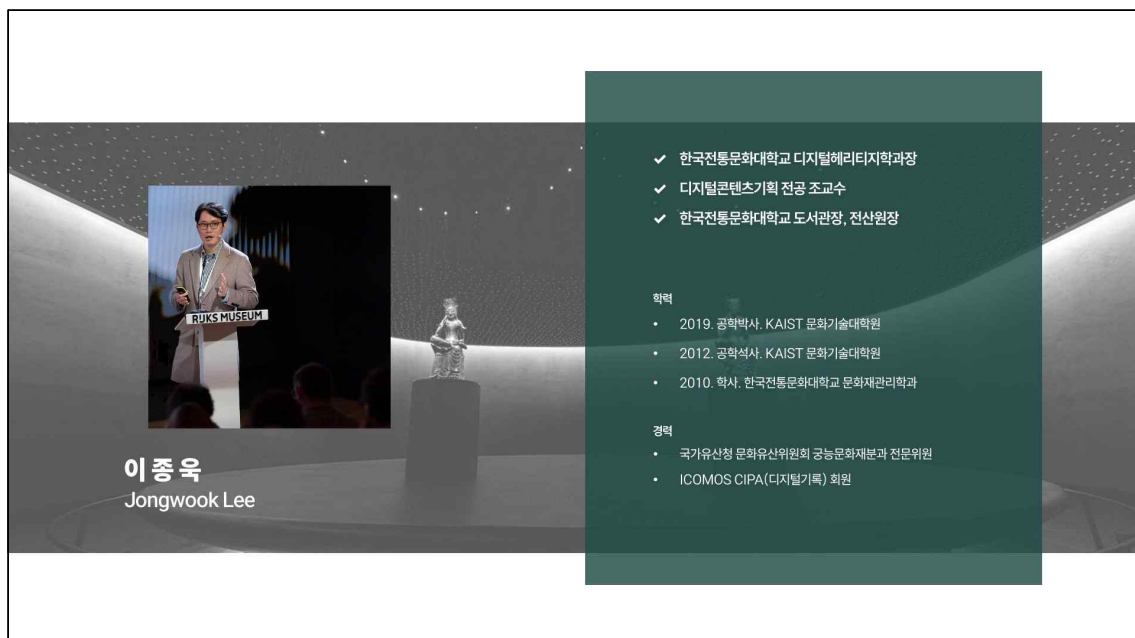 RIJKS MUSEUM
이종욱
Jongwook Lee
✓ 한국전통문화대학교 디지털헤리티지학과장
✓ 디지털콘텐츠기획 전공 조교수
✓ 한국전통문화대학교 도서관장, 전산원장
학력
• 2019. 공학박사. KAIST 문화기술대학원
• 2012. 공학석사. KAIST 문화기술대학원
• 2010. 학사. 한국전통문화대학교 문화재관리학과
경력
• 국가유산청 문화유산위원회 궁능문화재분과 전문위원
• ICOMOS CIPA(디지털기록) 회원